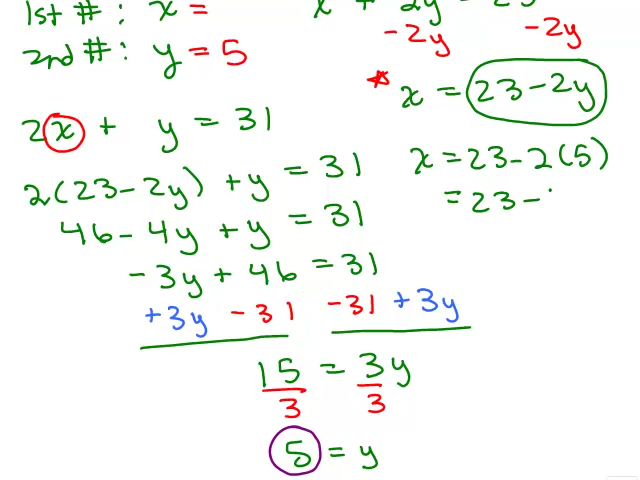 1st #: x =
2nd #: y = 5
-2y -2y
* x = 23 - 2y
2x + y = 31
x = 23 - 2(5)
= 23 -
2(23 - 2y) + y = 31
46 - 4y + y = 31
-3y + 46 = 31
+3y -31 -31 +3y
15 = 3y
3 3
5 = y